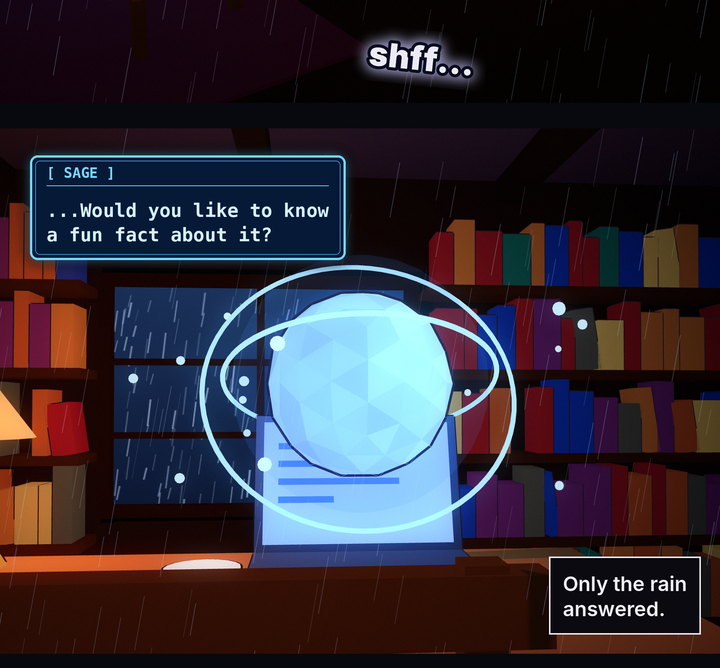 shff...
[ SAGE ]
...Would you like to know
a fun fact about it?
Only the rain
answered.